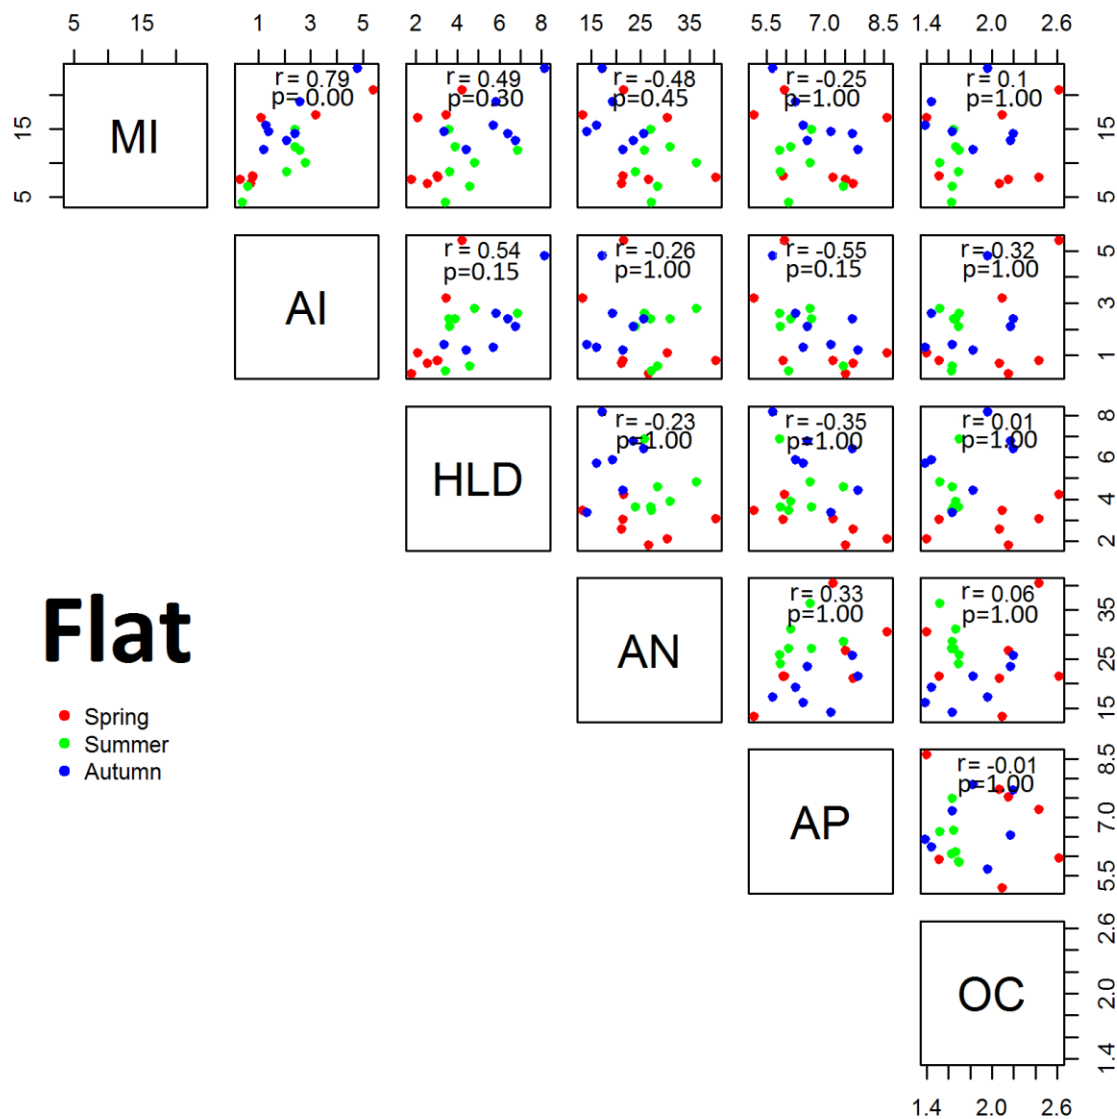 5 15
1 3 5
2 4 6 8
15 25 35
5.5 7.0 8.5
1.4 2.0 2.6
5 15
MI
r = 0.79
p= 0.00
r = 0.49
p=0.30
r = -0.48
p=0.45
r = -0.25
p=1.00
r = 0.1
p=1.00
5 15
AI
r = 0.54
p=0.15
r = -0.26
p=1.00
r = -0.55
p=0.15
r = -0.32
p=1.00
1 3 5
HLD
r = -0.23
p=1.00
r = -0.35
p=1.00
r = 0.01
p=1.00
2 4 6 8
Flat
Spring
Summer
Autumn
AN
r = 0.33
p=1.00
r = 0.06
p=1.00
15 25 35
AP
r = -0.01
p=1.00
5.5 7.0 8.5
OC
1.4 2.0 2.6
1.4 2.0 2.6